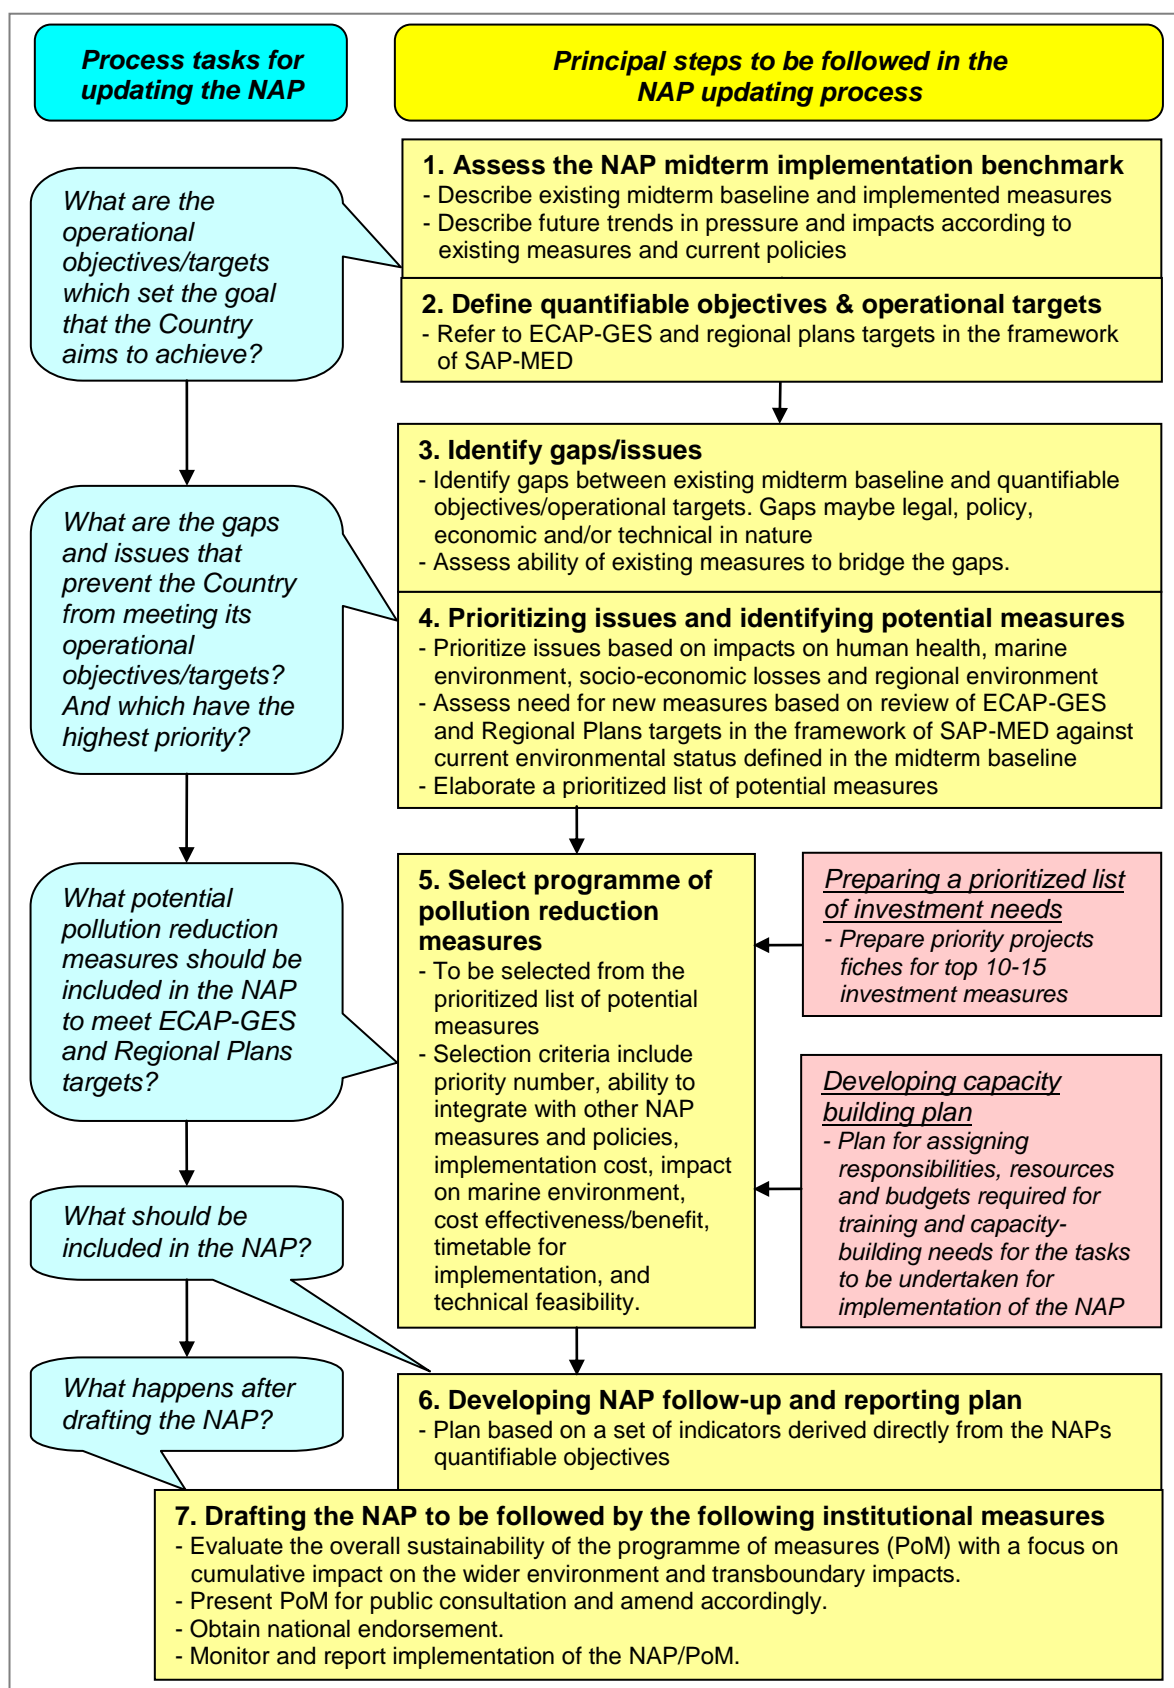 Process tasks for
updating the NAP
Principal steps to be followed in the
NAP updating process
What are the
operational
objectives/targets
which set the goal
that the Country
aims to achieve?
1. Assess the NAP midterm implementation benchmark
- Describe existing midterm baseline and implemented measures
- Describe future trends in pressure and impacts according to
existing measures and current policies
2. Define quantifiable objectives & operational targets
- Refer to ECAP-GES and regional plans targets in the framework
of SAP-MED
What are the gaps
and issues that
prevent the Country
from meeting its
operational
objectives/targets?
And which have the
highest priority?
3. Identify gaps/issues
- Identify gaps between existing midterm baseline and quantifiable
objectives/operational targets. Gaps maybe legal, policy,
economic and/or technical in nature
- Assess ability of existing measures to bridge the gaps.
4. Prioritizing issues and identifying potential measures
- Prioritize issues based on impacts on human health, marine
environment, socio-economic losses and regional environment
- Assess need for new measures based on review of ECAP-GES
and Regional Plans targets in the framework of SAP-MED against
current environmental status defined in the midterm baseline
- Elaborate a prioritized list of potential measures
What potential
pollution reduction
measures should be
included in the NAP
to meet ECAP-GES
and Regional Plans
targets?
5. Select programme of
pollution reduction
measures
- To be selected from the
prioritized list of potential
measures
- Selection criteria include
priority number, ability to
integrate with other NAP
measures and policies,
implementation cost, impact
on marine environment,
cost effectiveness/benefit,
timetable for
implementation, and
technical feasibility.
Preparing a prioritized list
of investment needs
- Prepare priority projects
fiches for top 10-15
investment measures
Developing capacity
building plan
- Plan for assigning
responsibilities, resources
and budgets required for
training and capacity-
building needs for the tasks
to be undertaken for
implementation of the NAP
What should be
included in the NAP?
What happens after
drafting the NAP?
6. Developing NAP follow-up and reporting plan
- Plan based on a set of indicators derived directly from the NAPs
quantifiable objectives
7. Drafting the NAP to be followed by the following institutional measures
- Evaluate the overall sustainability of the programme of measures (PoM) with a focus on
cumulative impact on the wider environment and transboundary impacts.
- Present PoM for public consultation and amend accordingly.
- Obtain national endorsement.
- Monitor and report implementation of the NAP/PoM.